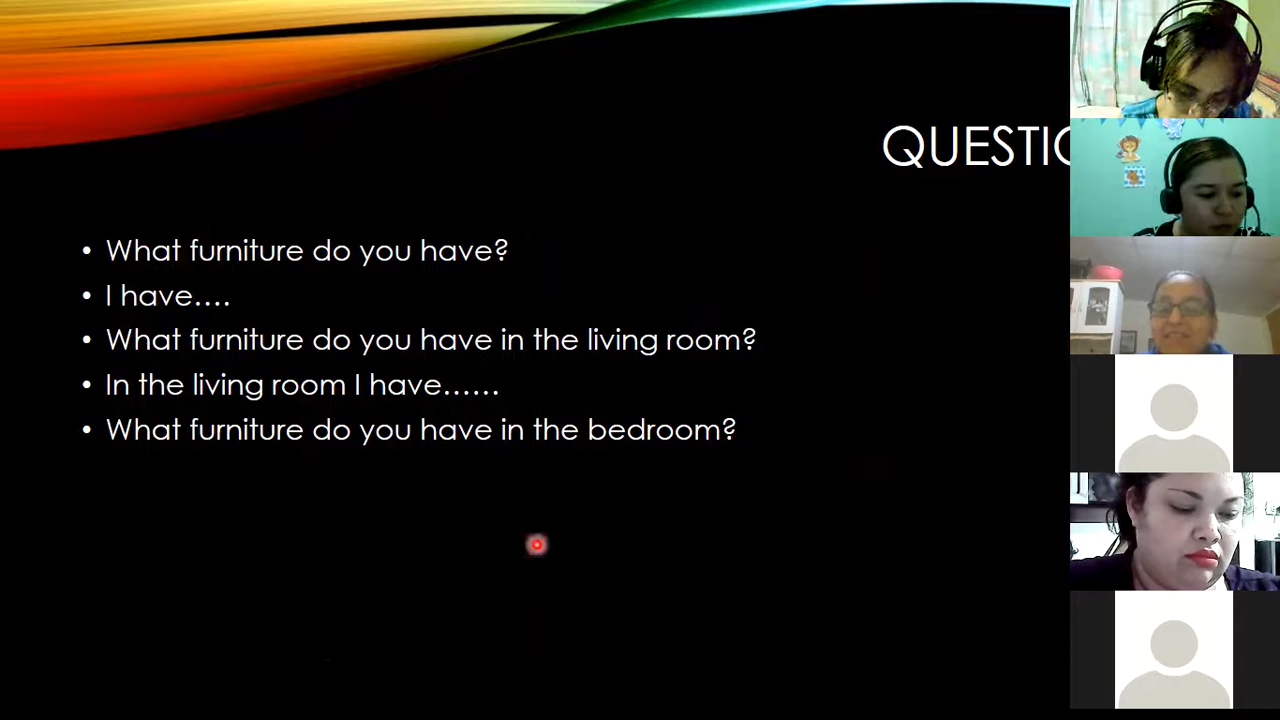 QUESTIO
• What furniture do you have?
• I have....
• What furniture do you have in the living room?
• In the living room I have......
• What furniture do you have in the bedroom?